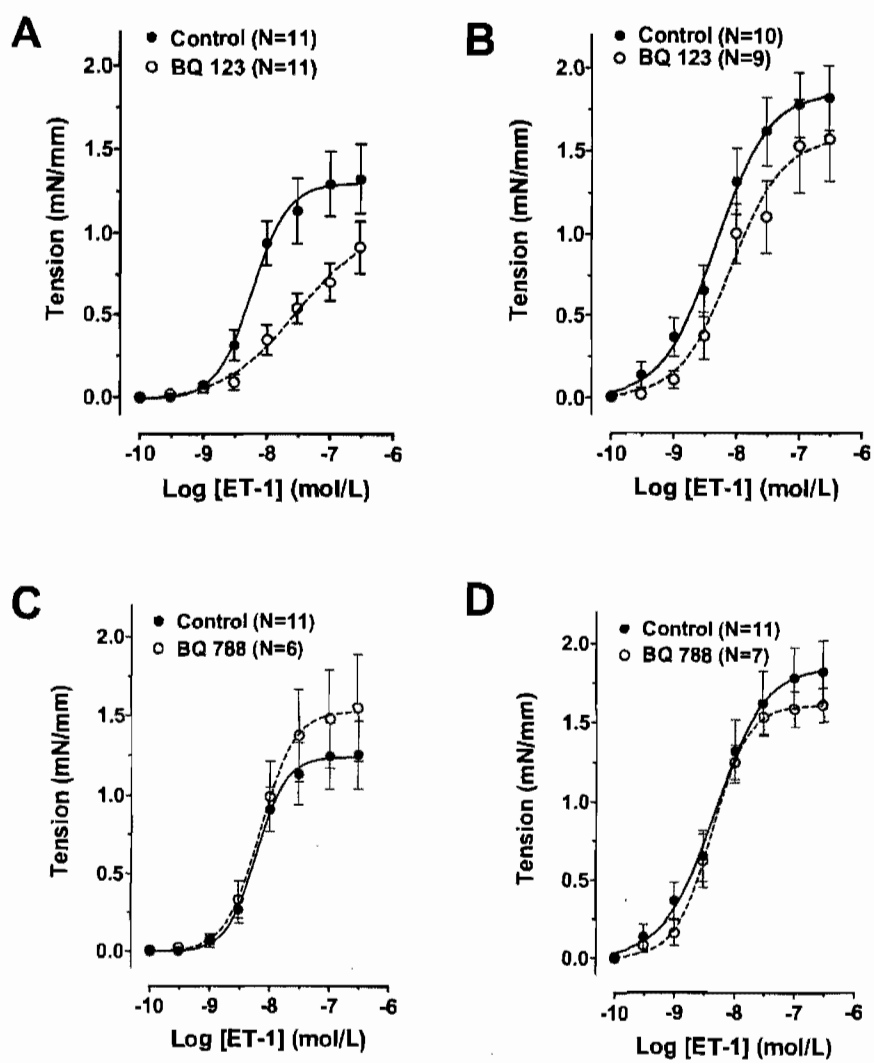 A
Control (N=11)
BQ 123 (N=11)
2.0
1.5
1.0
0.5
0.0
Tension (mN/mm)
-10 -9 -8 -7 -6
Log [ET-1] (mol/L)
B
Control (N=10)
BQ 123 (N=9)
2.0
1.5
1.0
0.5
0.0
Tension (mN/mm)
-10 -9 -8 -7 -6
Log [ET-1] (mol/L)
C
Control (N=11)
BQ 788 (N=6)
2.0
1.5
1.0
0.5
0.0
Tension (mN/mm)
-10 -9 -8 -7 -6
Log [ET-1] (mol/L)
D
Control (N=11)
BQ 788 (N=7)
2.0
1.5
1.0
0.5
0.0
Tension (mN/mm)
-10 -9 -8 -7 -6
Log [ET-1] (mol/L)